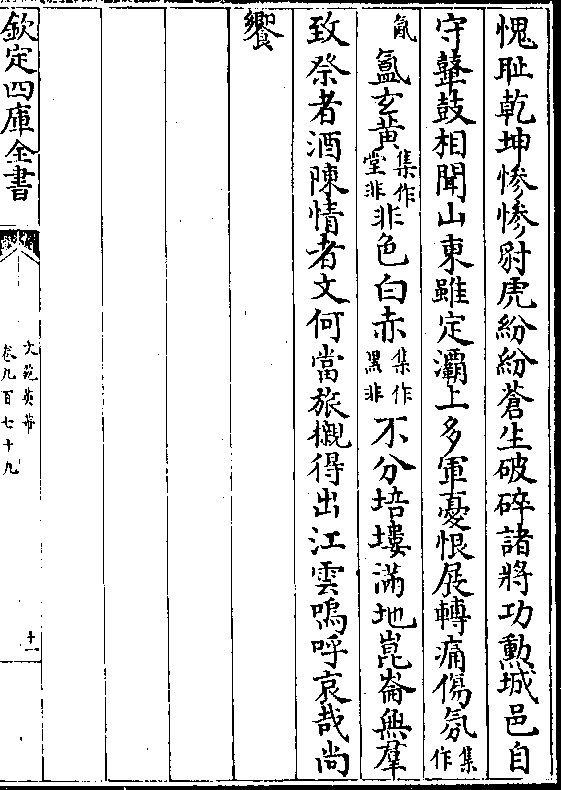 愧耻乾坤慘慘豺虎紛紛蒼生破碎諸將功勲城邑自
守鼙鼓相聞山東雖定灞上多軍憂恨展轉痛傷氛集作
氤氲玄黄集作堂非非色白赤集作黒非不分培塿滿地崑崙無羣
致祭者酒陳情者文何當旅櫬得出江雲嗚呼哀哉尚
饗
欽定四庫全書
文苑英華
卷九百七十九
十一